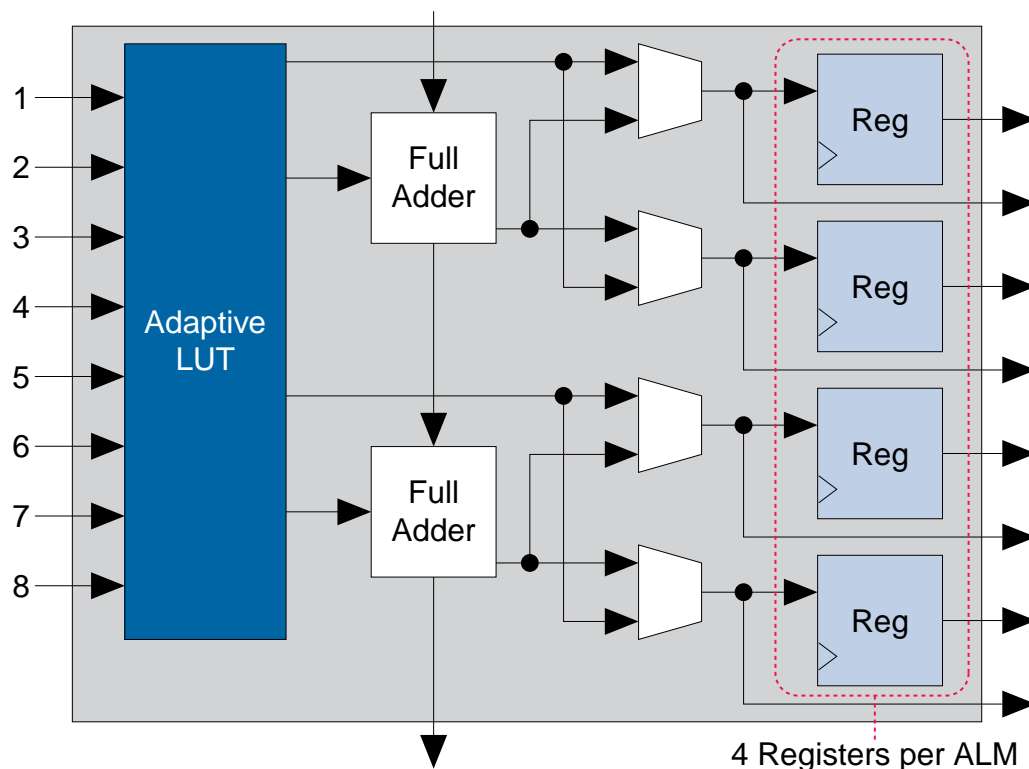 1
2
3
4
5
6
7
8
Adaptive
LUT
Full
Adder
Full
Adder
Reg
Reg
Reg
Reg
4 Registers per ALM